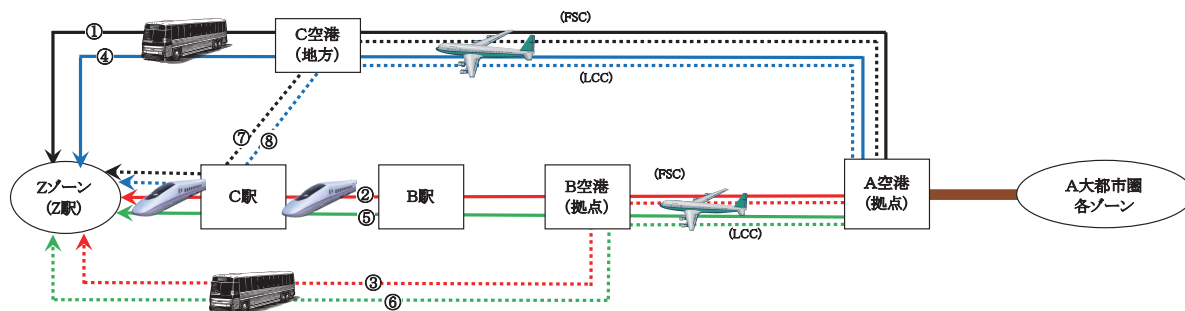 ①
(FSC)
C空港
(地方)
④
(LCC)
⑦
⑧
Zゾーン
(Z駅)
C駅
②
⑤
B駅
B空港
(拠点)
(FSC)
(LCC)
A空港
(拠点)
A大都市圏
各ゾーン
③
⑥